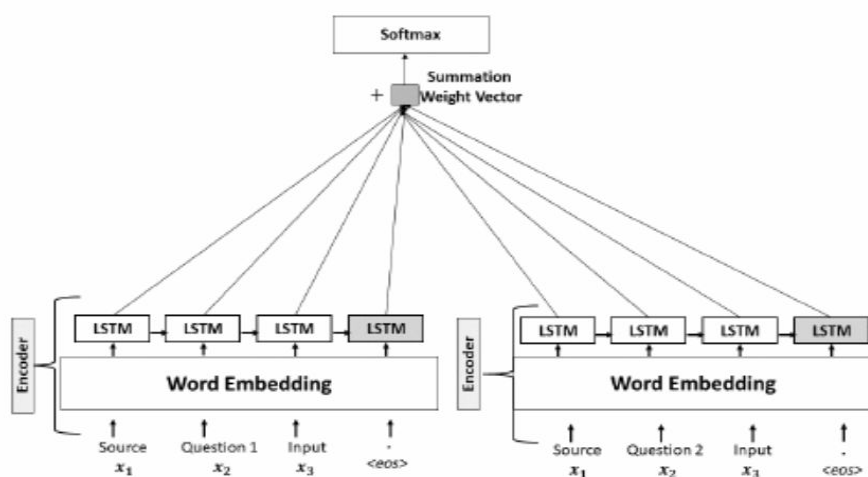 Softmax
Summation
+ Weight Vector
Encoder
LSTM LSTM LSTM LSTM
Word Embedding
Source Question 1 Input .
x₁ x₂ x₃ <eos>
Encoder
LSTM LSTM LSTM LSTM
Word Embedding
Source Question 2 Input .
x₁ x₂ x₃ <eos>